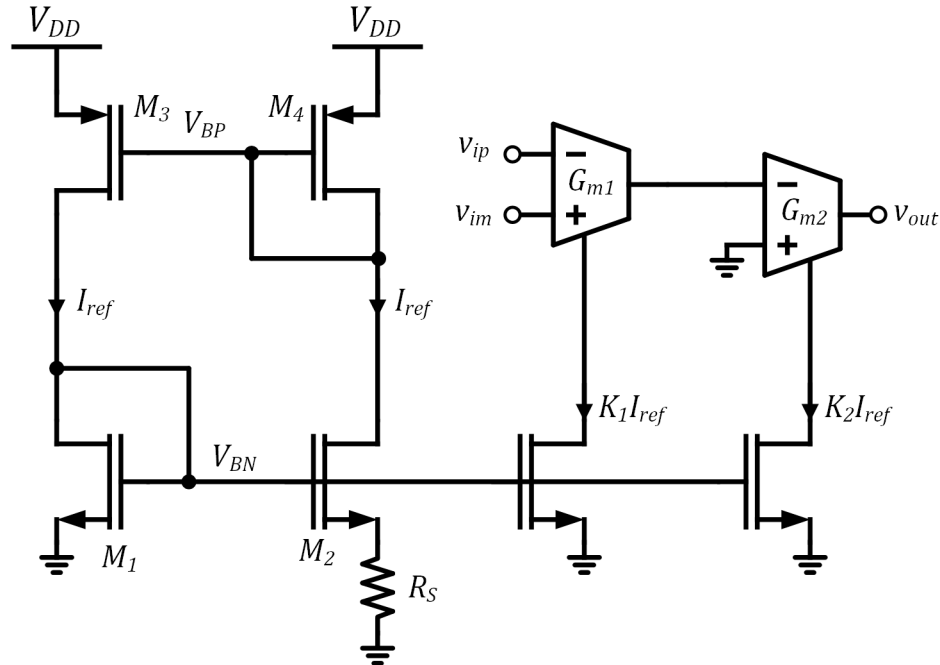 V_DD V_DD
M_3 V_BP M_4
v_ip − G_m1
v_im +
− G_m2 v_out
+
I_ref I_ref
K_1I_ref K_2I_ref
V_BN
M_1 M_2 R_S